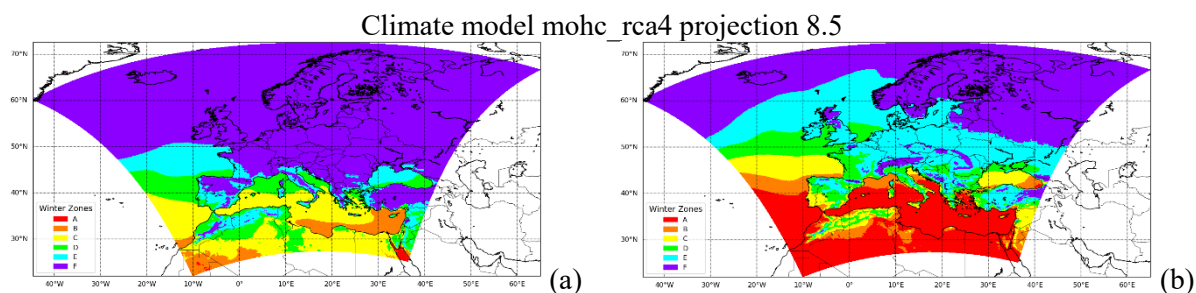 Climate model mohc_rca4 projection 8.5
70°N
60°N
50°N
40°N
30°N
Winter Zones
A
B
C
D
E
F
40°W 30°W 20°W 10°W 0° 10°E 20°E 30°E 40°E 50°E 60°E
(a)
70°N
60°N
50°N
40°N
30°N
Winter Zones
A
B
C
D
E
F
40°W 30°W 20°W 10°W 0° 10°E 20°E 30°E 40°E 50°E 60°E
(b)